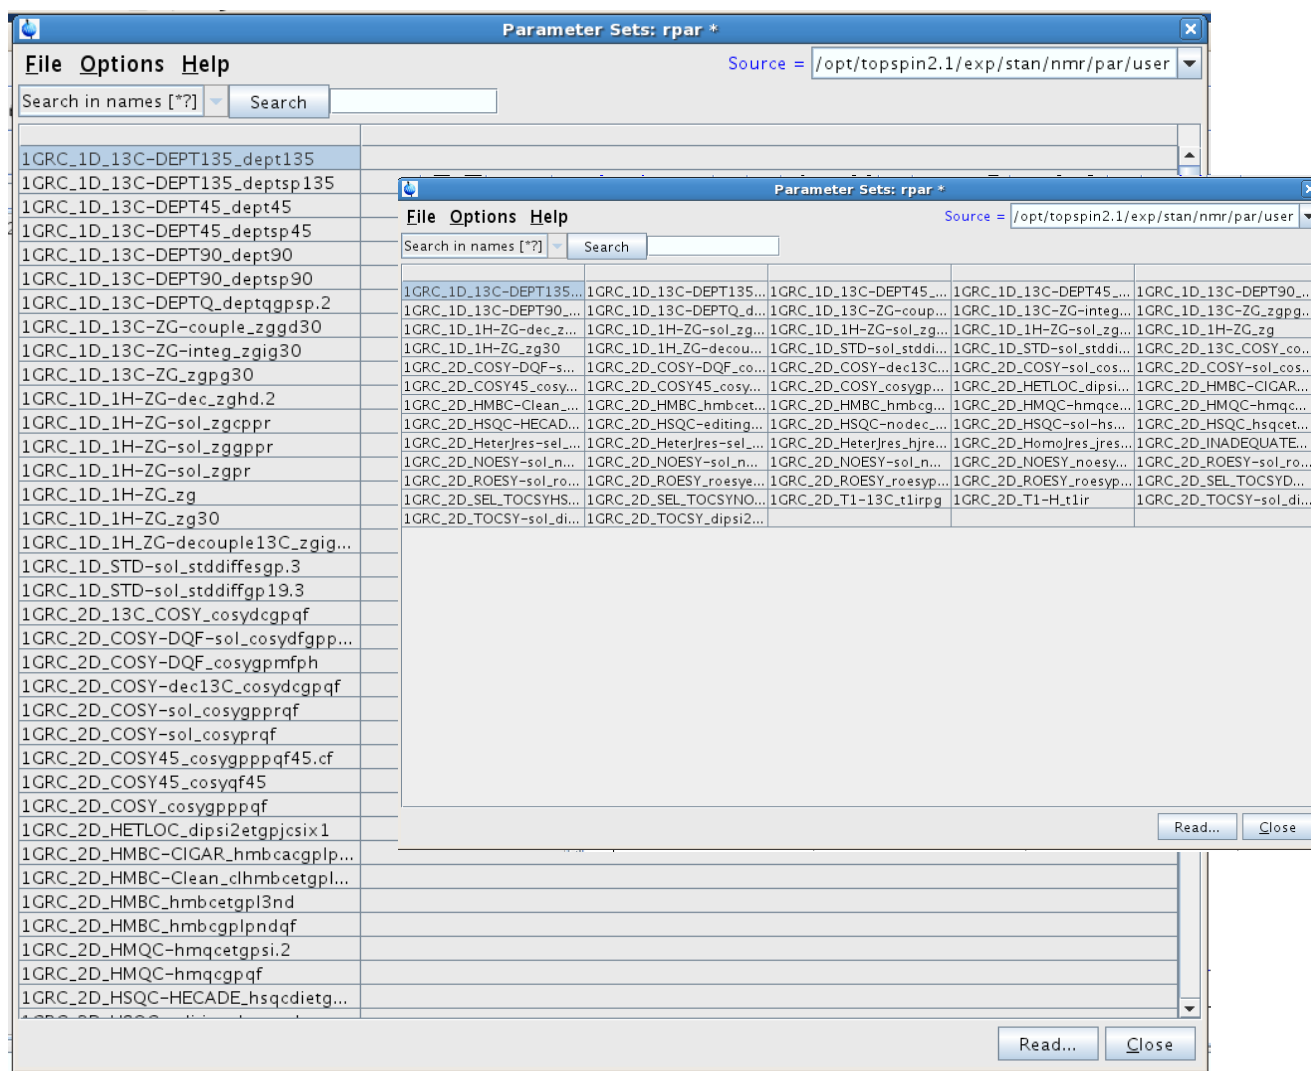 Parameter Sets: rpar *
File Options Help
Source = /opt/topspin2.1/exp/stan/nmr/par/user
Search in names [*?] Search
1GRC_1D_13C-DEPT135_dept135
1GRC_1D_13C-DEPT135_deptsp135
1GRC_1D_13C-DEPT45_dept45
1GRC_1D_13C-DEPT45_deptsp45
1GRC_1D_13C-DEPT90_dept90
1GRC_1D_13C-DEPT90_deptsp90
1GRC_1D_13C-DEPTQ_deptqgpsp.2
1GRC_1D_13C-ZG-couple_zggd30
1GRC_1D_13C-ZG-integ_zgig30
1GRC_1D_13C-ZG_zgpg30
1GRC_1D_1H-ZG-dec_zghd.2
1GRC_1D_1H-ZG-sol_zgcppr
1GRC_1D_1H-ZG-sol_zggppr
1GRC_1D_1H-ZG-sol_zgpr
1GRC_1D_1H-ZG_zg
1GRC_1D_1H-ZG_zg30
1GRC_1D_1H_ZG-decouple13C_zgig...
1GRC_1D_STD-sol_stddiffesgp.3
1GRC_1D_STD-sol_stddiffgp19.3
1GRC_2D_13C_COSY_cosydcgpqf
1GRC_2D_COSY-DQF-sol_cosydfgpp...
1GRC_2D_COSY-DQF_cosygpmfph
1GRC_2D_COSY-dec13C_cosydcgpqf
1GRC_2D_COSY-sol_cosygpprqf
1GRC_2D_COSY-sol_cosyprqf
1GRC_2D_COSY45_cosygpppqf45.cf
1GRC_2D_COSY45_cosyqf45
1GRC_2D_COSY_cosygpppqf
1GRC_2D_HETLOC_dipsi2etgpjcsix1
1GRC_2D_HMBC-CIGAR_hmbcacgplp...
1GRC_2D_HMBC-Clean_clhmbcetgpl...
1GRC_2D_HMBC_hmbcetgpl3nd
1GRC_2D_HMBC_hmbcgplpndqf
1GRC_2D_HMQC-hmqcetgpsi.2
1GRC_2D_HMQC-hmqcgpqf
1GRC_2D_HSQC-HECADE_hsqcdietg...
Read... Close
Parameter Sets: rpar *
File Options Help
Source = /opt/topspin2.1/exp/stan/nmr/par/user
Search in names [*?] Search
1GRC_1D_13C-DEPT135... 1GRC_1D_13C-DEPT135... 1GRC_1D_13C-DEPT45_... 1GRC_1D_13C-DEPT45_... 1GRC_1D_13C-DEPT90_...
1GRC_1D_13C-DEPT90_... 1GRC_1D_13C-DEPTQ_d... 1GRC_1D_13C-ZG-coup... 1GRC_1D_13C-ZG-integ... 1GRC_1D_13C-ZG_zgpg...
1GRC_1D_1H-ZG-dec_z... 1GRC_1D_1H-ZG-sol_zg... 1GRC_1D_1H-ZG-sol_zg... 1GRC_1D_1H-ZG-sol_zg... 1GRC_1D_1H-ZG_zg
1GRC_1D_1H-ZG_zg30 1GRC_1D_1H_ZG-decou... 1GRC_1D_STD-sol_stddi... 1GRC_1D_STD-sol_stddi... 1GRC_2D_13C_COSY_co...
1GRC_2D_COSY-DQF-s... 1GRC_2D_COSY-DQF_co... 1GRC_2D_COSY-dec13C... 1GRC_2D_COSY-sol_cos... 1GRC_2D_COSY-sol_cos...
1GRC_2D_COSY45_cosy... 1GRC_2D_COSY45_cosy... 1GRC_2D_COSY_cosygp... 1GRC_2D_HETLOC_dipsi... 1GRC_2D_HMBC-CIGAR...
1GRC_2D_HMBC-Clean_... 1GRC_2D_HMBC_hmbcet... 1GRC_2D_HMBC_hmbcg... 1GRC_2D_HMQC-hmqce... 1GRC_2D_HMQC-hmqc...
1GRC_2D_HSQC-HECAD... 1GRC_2D_HSQC-editing... 1GRC_2D_HSQC-nodec_... 1GRC_2D_HSQC-sol-hs... 1GRC_2D_HSQC_hsqcet...
1GRC_2D_HeterJres-sel_... 1GRC_2D_HeterJres-sel_... 1GRC_2D_HeterJres_hjre... 1GRC_2D_HomoJres_jres... 1GRC_2D_INADEQUATE...
1GRC_2D_NOESY-sol_n... 1GRC_2D_NOESY-sol_n... 1GRC_2D_NOESY-sol_n... 1GRC_2D_NOESY_noesy... 1GRC_2D_ROESY-sol_ro...
1GRC_2D_ROESY-sol_ro... 1GRC_2D_ROESY_roesye... 1GRC_2D_ROESY_roesyp... 1GRC_2D_ROESY_roesyp... 1GRC_2D_SEL_TOCSYD...
1GRC_2D_SEL_TOCSYHS... 1GRC_2D_SEL_TOCSYNO... 1GRC_2D_T1-13C_t1irpg 1GRC_2D_T1-H_t1ir 1GRC_2D_TOCSY-sol_di...
1GRC_2D_TOCSY-sol_di... 1GRC_2D_TOCSY_dipsi2...
Read... Close